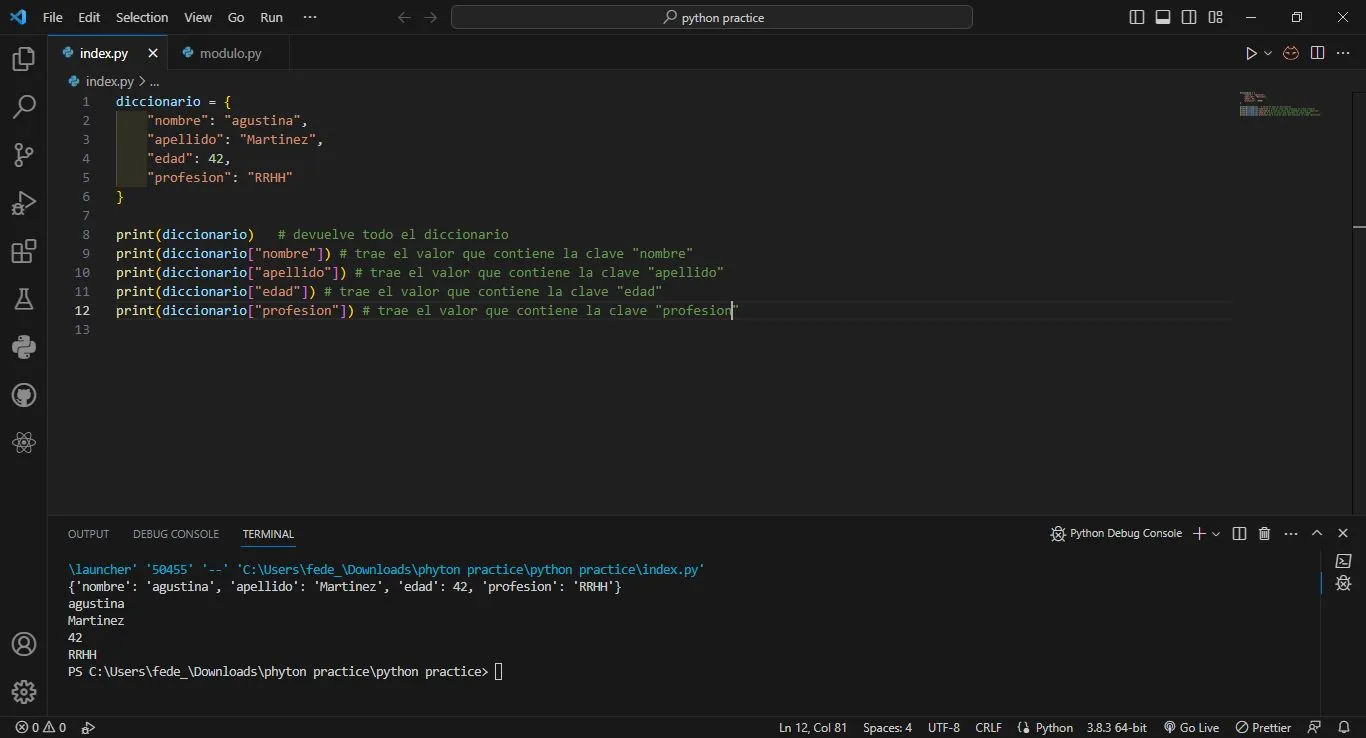 File Edit Selection View Go Run ··· python practice
index.py modulo.py
index.py > ...
1 diccionario = {
2 "nombre": "agustina",
3 "apellido": "Martinez",
4 "edad": 42,
5 "profesion": "RRHH"
6 }
7
8 print(diccionario) # devuelve todo el diccionario
9 print(diccionario["nombre"]) # trae el valor que contiene la clave "nombre"
10 print(diccionario["apellido"]) # trae el valor que contiene la clave "apellido"
11 print(diccionario["edad"]) # trae el valor que contiene la clave "edad"
12 print(diccionario["profesion"]) # trae el valor que contiene la clave "profesion"
13
OUTPUT DEBUG CONSOLE TERMINAL Python Debug Console
\launcher' '50455' '--' 'C:\Users\fede_\Downloads\phyton practice\python practice\index.py'
{'nombre': 'agustina', 'apellido': 'Martinez', 'edad': 42, 'profesion': 'RRHH'}
agustina
Martinez
42
RRHH
PS C:\Users\fede_\Downloads\phyton practice\python practice>
0 0 Ln 12, Col 81 Spaces: 4 UTF-8 CRLF Python 3.8.3 64-bit Go Live Prettier